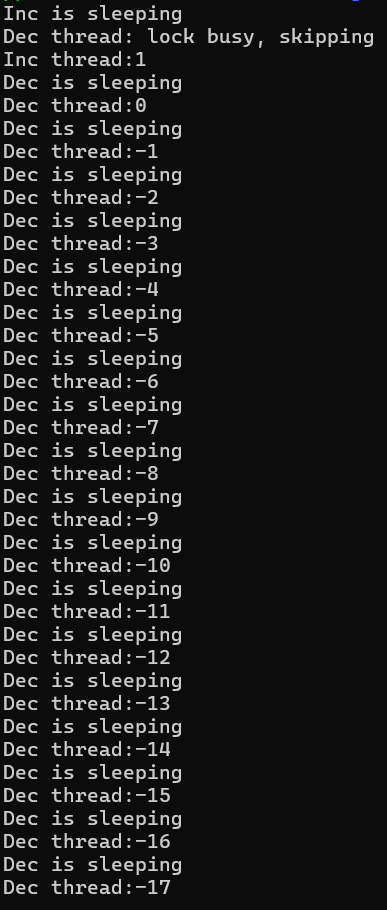 Inc is sleeping
Dec thread: lock busy, skipping
Inc thread:1
Dec is sleeping
Dec thread:0
Dec is sleeping
Dec thread:-1
Dec is sleeping
Dec thread:-2
Dec is sleeping
Dec thread:-3
Dec is sleeping
Dec thread:-4
Dec is sleeping
Dec thread:-5
Dec is sleeping
Dec thread:-6
Dec is sleeping
Dec thread:-7
Dec is sleeping
Dec thread:-8
Dec is sleeping
Dec thread:-9
Dec is sleeping
Dec thread:-10
Dec is sleeping
Dec thread:-11
Dec is sleeping
Dec thread:-12
Dec is sleeping
Dec thread:-13
Dec is sleeping
Dec thread:-14
Dec is sleeping
Dec thread:-15
Dec is sleeping
Dec thread:-16
Dec is sleeping
Dec thread:-17